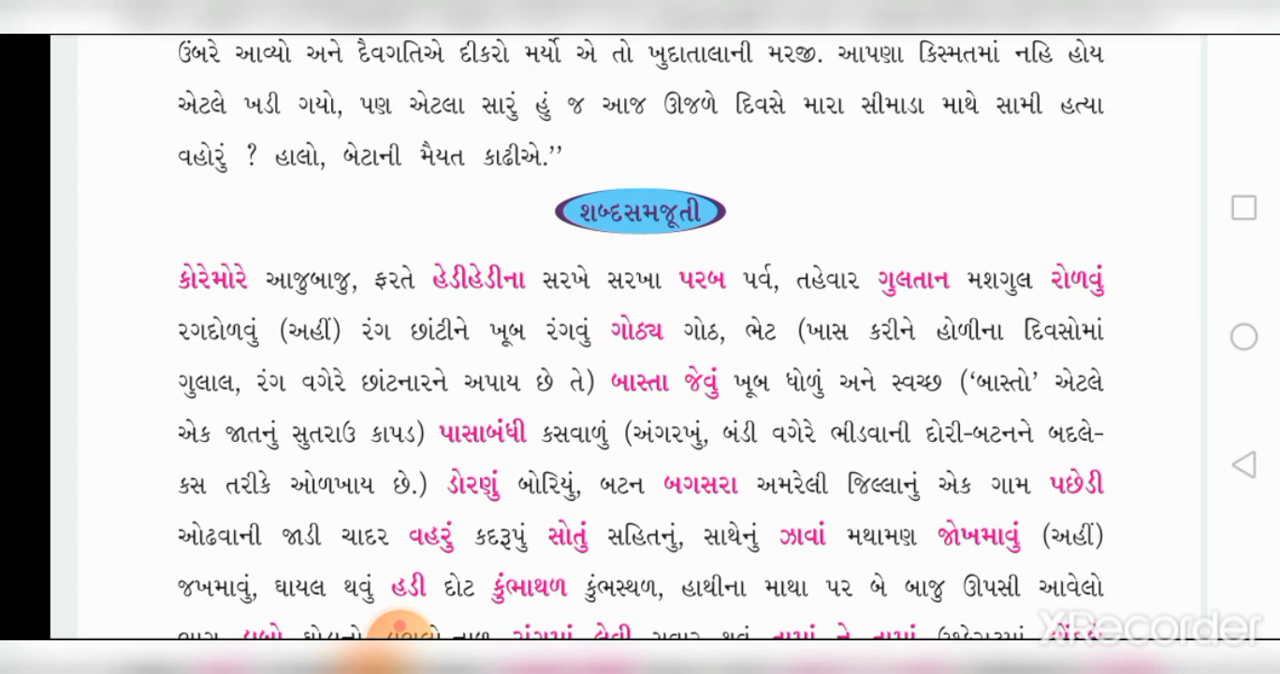 ઉંબરે આવ્યો અને દૈવગતિએ દીકરો મર્યો એ તો ખુદાતાલાની મરજી. આપણા કિસ્મતમાં નહિ હોય
એટલે ખડી ગયો, પણ એટલા સારું હું જ આજ ઊજળે દિવસે મારા સીમાડા માથે સામી હત્યા
વહોરું ? હાલો, બેટાની મૈયત કાઢીએ.’’
શબ્દસમજૂતી
કોરેમોરે આજુબાજુ, ફરતે હેડીહેડીના સરખે સરખા પરબ પર્વ, તહેવાર ગુલતાન મશગુલ રોળવું
રગદોળવું (અહીં) રંગ છાંટીને ખૂબ રંગવું ગોઠ્ય ગોઠ, ભેટ (ખાસ કરીને હોળીના દિવસોમાં
ગુલાલ, રંગ વગેરે છાંટનારને અપાય છે તે) બાસ્તા જેવું ખૂબ ધોળું અને સ્વચ્છ (‘બાસ્તો’ એટલે
એક જાતનું સુતરાઉ કાપડ) પાસાબંધી કસવાળું (અંગરખું, બંડી વગેરે ભીડવાની દોરી-બટનને બદલે-
કસ તરીકે ઓળખાય છે.) ડોરણું બોરિયું, બટન બગસરા અમરેલી જિલ્લાનું એક ગામ પછેડી
ઓઢવાની જાડી ચાદર વહરું કદરૂપું સોતું સહિતનું, સાથેનું ઝાવાં મથામણ જોખમાવું (અહીં)
જખમાવું, ઘાયલ થવું હડી દોટ કુંભાથળ કુંભસ્થળ, હાથીના માથા પર બે બાજુ ઊપસી આવેલો
XRecorder